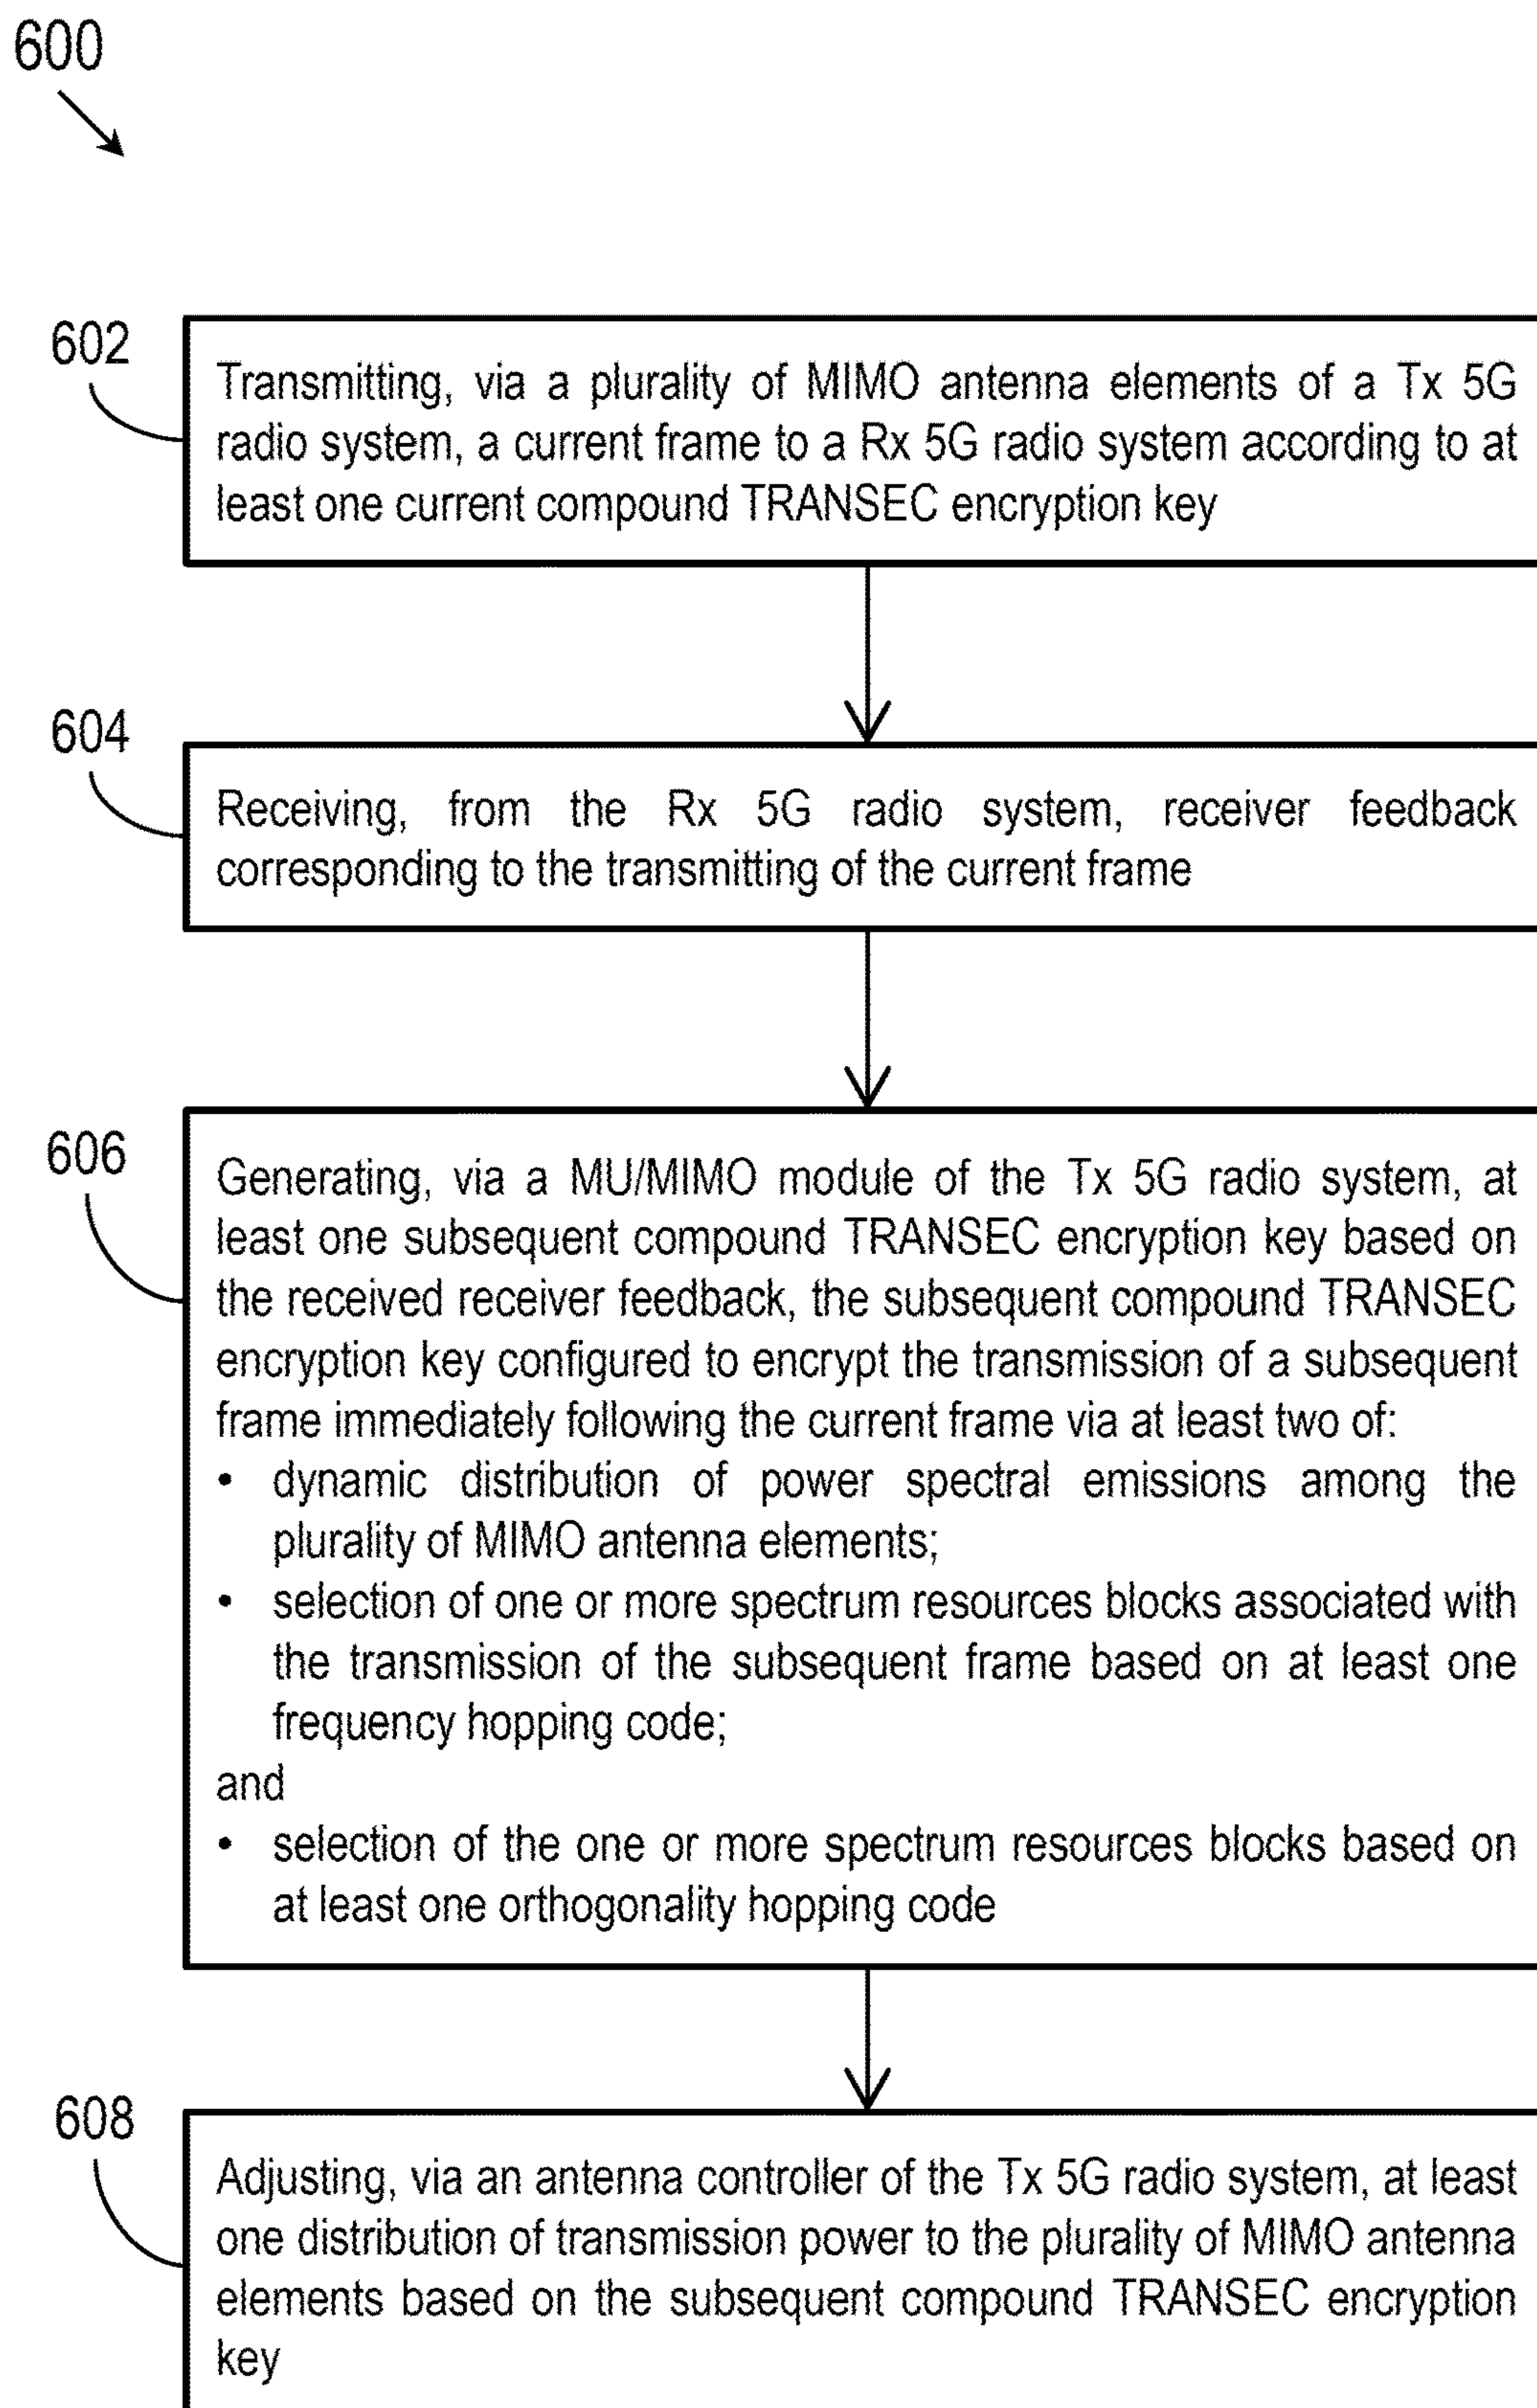 600
602
Transmitting, via a plurality of MIMO antenna elements of a Tx 5G
radio system, a current frame to a Rx 5G radio system according to at
least one current compound TRANSEC encryption key
604
Receiving, from the Rx 5G radio system, receiver feedback
corresponding to the transmitting of the current frame
606
Generating, via a MU/MIMO module of the Tx 5G radio system, at
least one subsequent compound TRANSEC encryption key based on
the received receiver feedback, the subsequent compound TRANSEC
encryption key configured to encrypt the transmission of a subsequent
frame immediately following the current frame via at least two of:
• dynamic distribution of power spectral emissions among the
plurality of MIMO antenna elements;
• selection of one or more spectrum resources blocks associated with
the transmission of the subsequent frame based on at least one
frequency hopping code;
and
• selection of the one or more spectrum resources blocks based on
at least one orthogonality hopping code
608
Adjusting, via an antenna controller of the Tx 5G radio system, at least
one distribution of transmission power to the plurality of MIMO antenna
elements based on the subsequent compound TRANSEC encryption
key